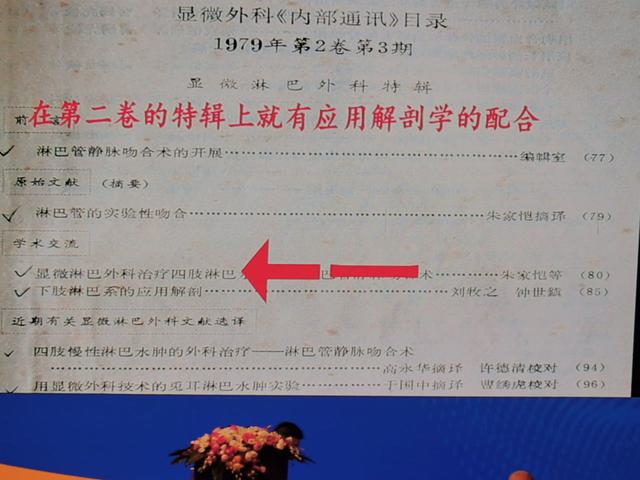 显微外科《内部通讯》目录
1979年第2卷第3期
显微淋巴外科特辑
在第二卷的特辑上就有应用解剖学的配合
前
淋巴管静脉吻合术的开展……………编辑室 (77)
原始文献 (摘要)
淋巴管的实验性吻合……………朱家恺摘译 (79)
学术交流
显微淋巴外科治疗四肢淋巴 术……朱家恺等 (80)
下肢淋巴系的应用解剖……………刘牧之 钟世鎮 (85)
近期有关显微淋巴外科文献选译
四肢慢性淋巴水肿的外科治疗——淋巴管静脉吻合术
……………高永华摘译 许德清校对 (94)
用显微外科技术的兎耳淋巴水肿实验……于国中摘译 曹绣虎校对 (96)